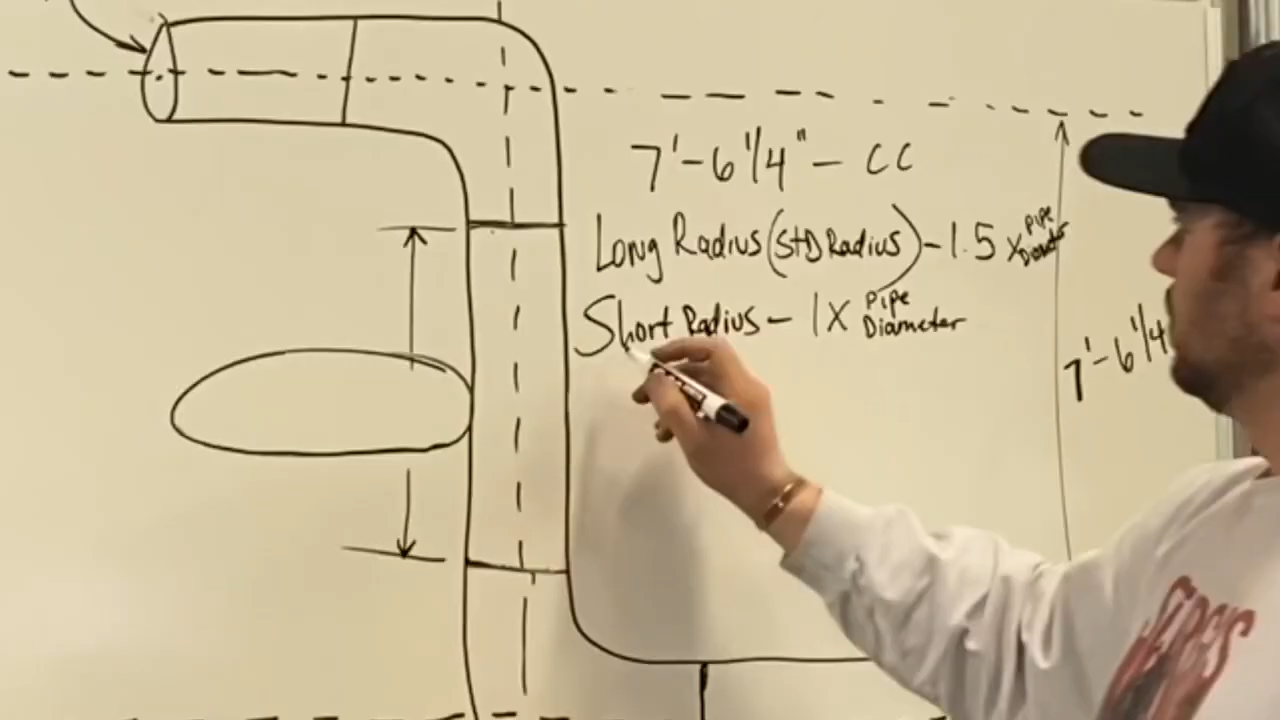 7'-6 1/4" - CC
Long Radius (StD Radius) - 1.5 x Pipe Diameter
Short Radius - 1 X Pipe Diameter
7'-6 1/4